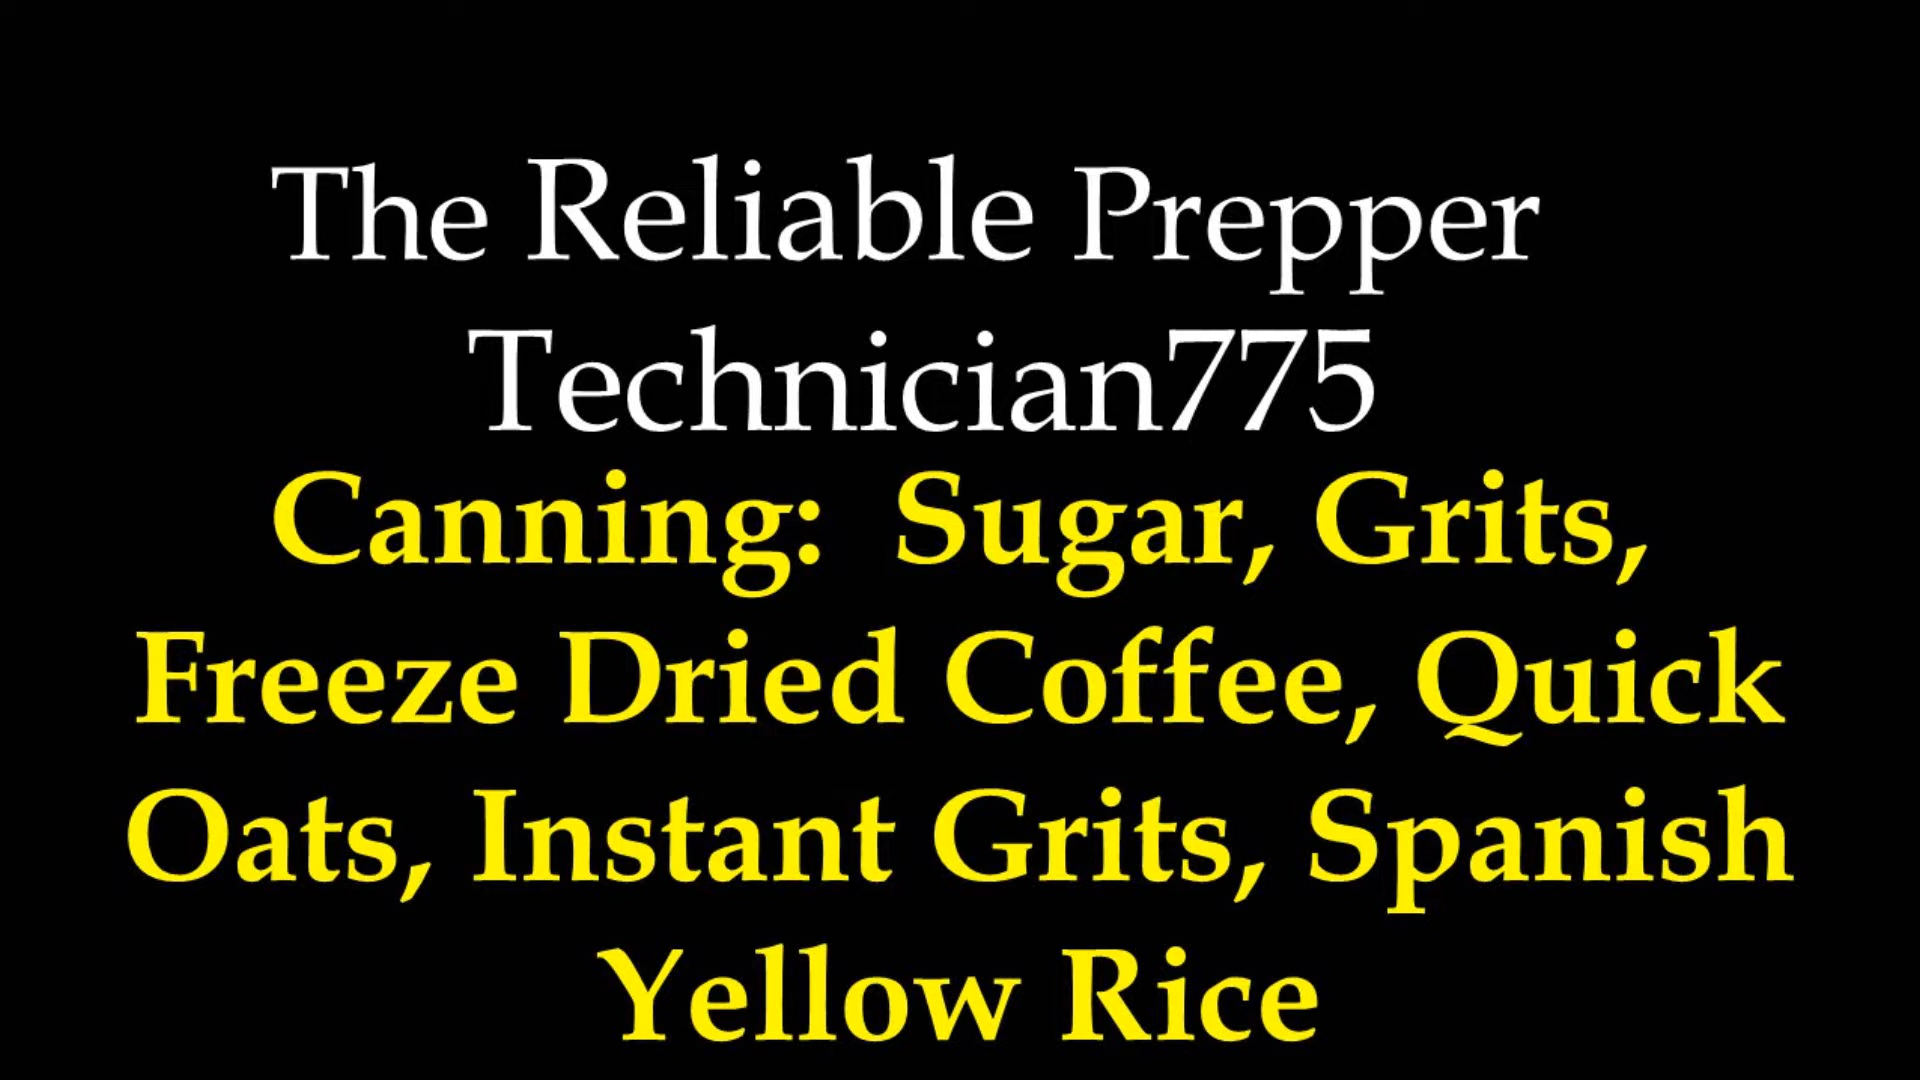 The Reliable Prepper
Technician775
Canning:  Sugar, Grits,
Freeze Dried Coffee, Quick
Oats, Instant Grits, Spanish
Yellow Rice